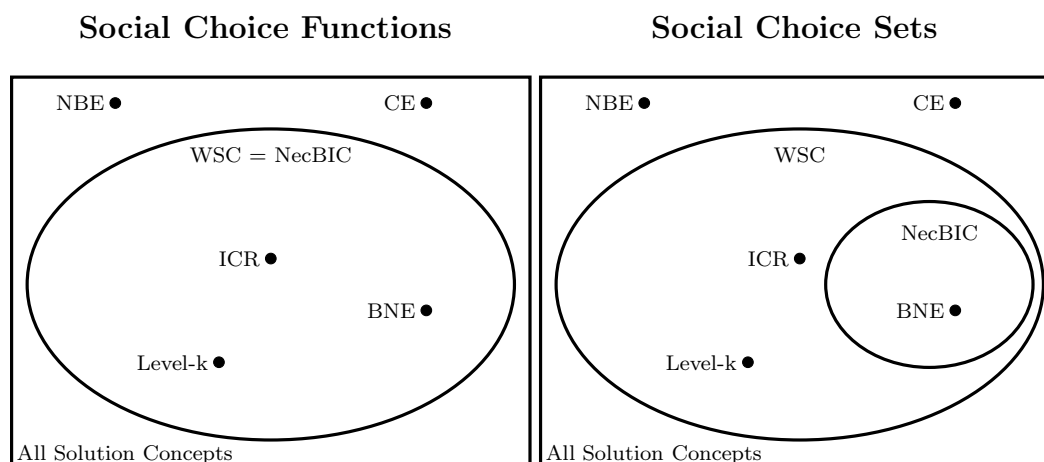 Social Choice Functions
NBE
CE
WSC = NecBIC
ICR
BNE
Level-k
All Solution Concepts
Social Choice Sets
NBE
CE
WSC
NecBIC
ICR
BNE
Level-k
All Solution Concepts